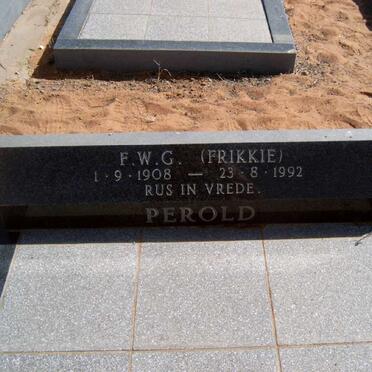 F.W.G. (FRIKKIE)
1·9·1908 — 23·8·1992
RUS IN VREDE.
PEROLD